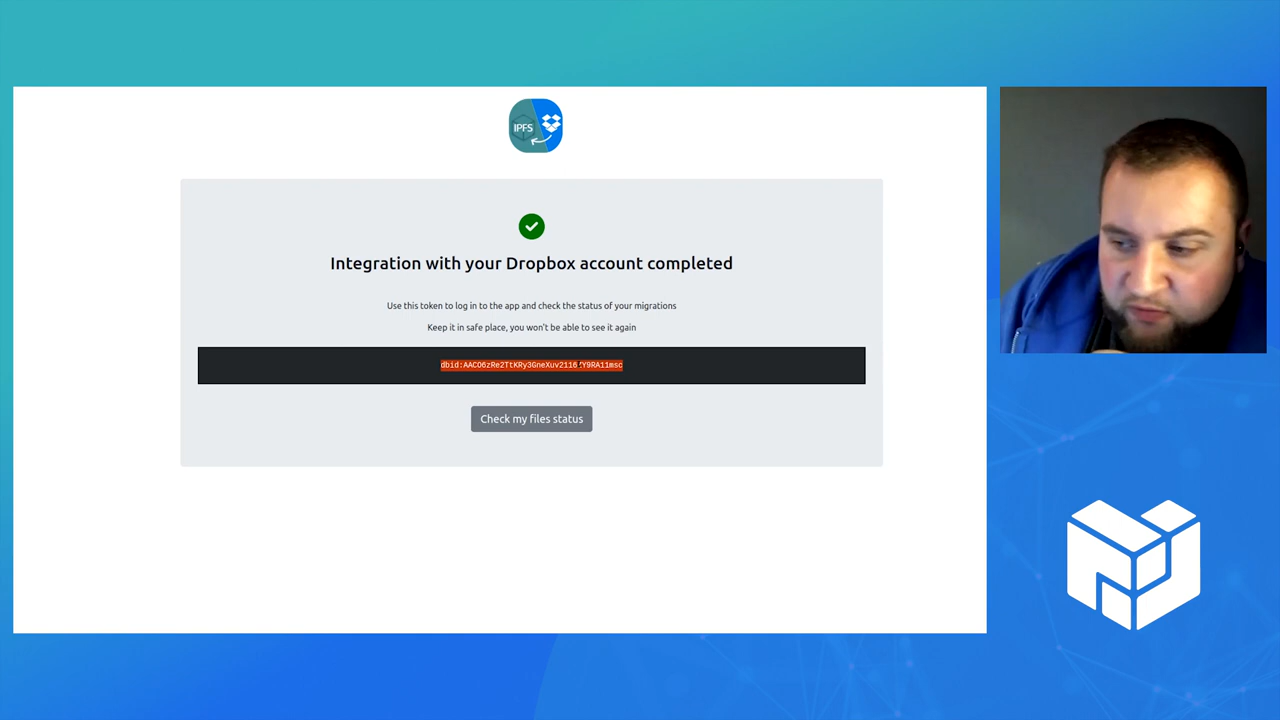 IPFS
Integration with your Dropbox account completed
Use this token to log in to the app and check the status of your migrations
Keep it in safe place, you won't be able to see it again
Check my files status